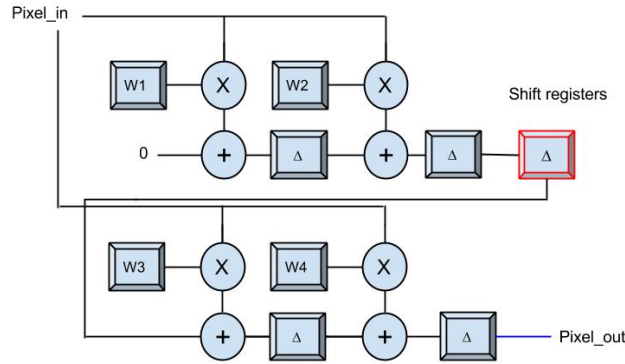 Pixel_in
W1
X
W2
X
Shift registers
0
+
Δ
+
Δ
Δ
W3
X
W4
X
+
Δ
+
Δ
Pixel_out